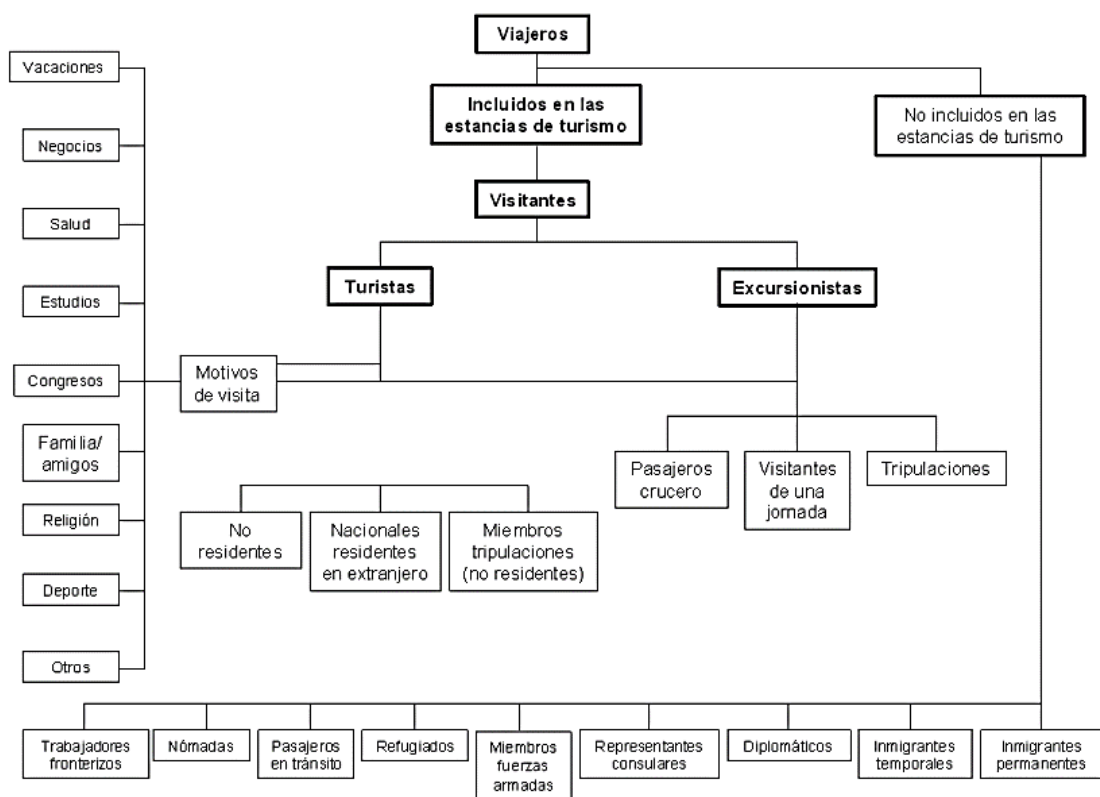 Viajeros
Incluidos en las
estancias de turismo
No incluidos en las
estancias de turismo
Visitantes
Turistas
Excursionistas
Motivos
de visita
Vacaciones
Negocios
Salud
Estudios
Congresos
Familia/
amigos
Religión
Deporte
Otros
Pasajeros
crucero
Visitantes
de una
jornada
Tripulaciones
No
residentes
Nacionales
residentes
en extranjero
Miembros
tripulaciones
(no residentes)
Trabajadores
fronterizos
Nómadas
Pasajeros
en tránsito
Refugiados
Miembros
fuerzas
armadas
Representantes
consulares
Diplomáticos
Inmigrantes
temporales
Inmigrantes
permanentes